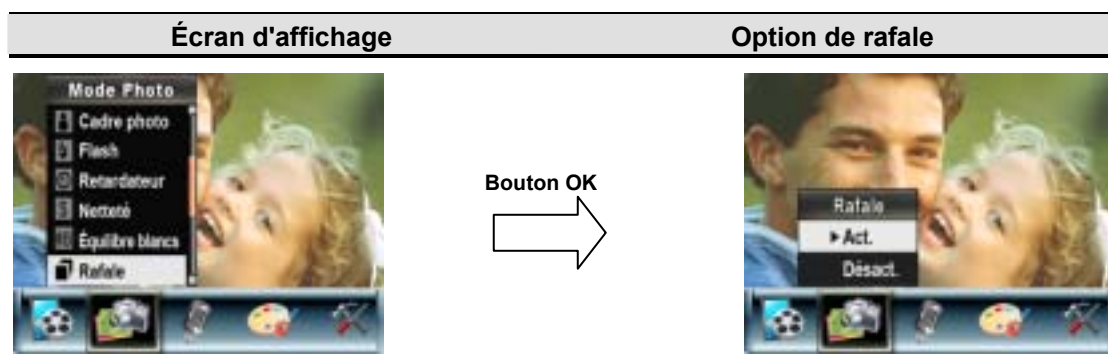 Écran d'affichage
Option de rafale
Mode Photo
Cadre photo
Flash
Retardateur
Netteté
Équilibre blancs
Rafale
Bouton OK
Rafale
Act.
Désact.